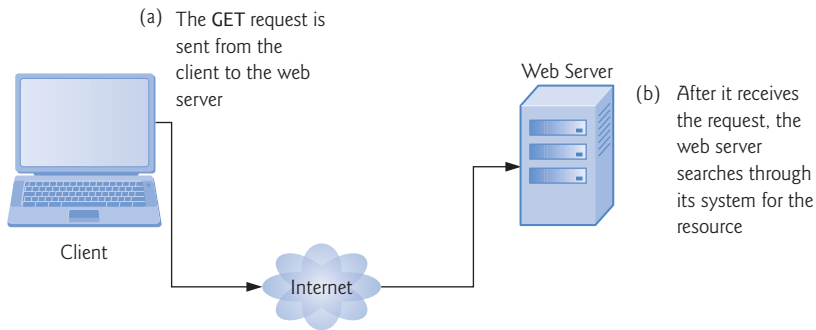 (a) The GET request is
sent from the
client to the web
server
Client
Internet
Web Server
(b) After it receives
the request, the
web server
searches through
its system for the
resource